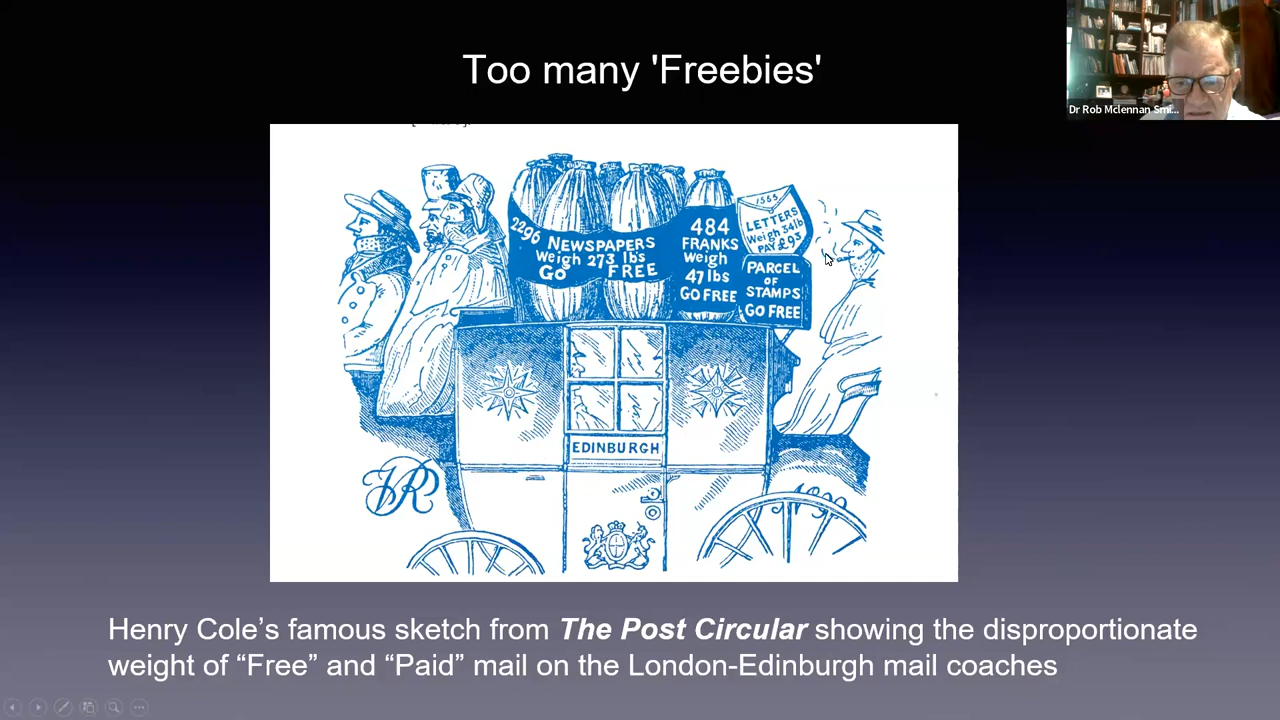 Too many 'Freebies'
Dr Rob Mclennan Smi...
2296 NEWSPAPERS
Weigh 273 lbs
GO FREE
484
FRANKS
Weigh
47 lbs
GO FREE
1565
LETTERS
Weigh 34lb
PAY £93
PARCEL
OF
STAMPS
GO FREE
EDINBURGH
VR
Henry Cole’s famous sketch from The Post Circular showing the disproportionate
weight of “Free” and “Paid” mail on the London-Edinburgh mail coaches